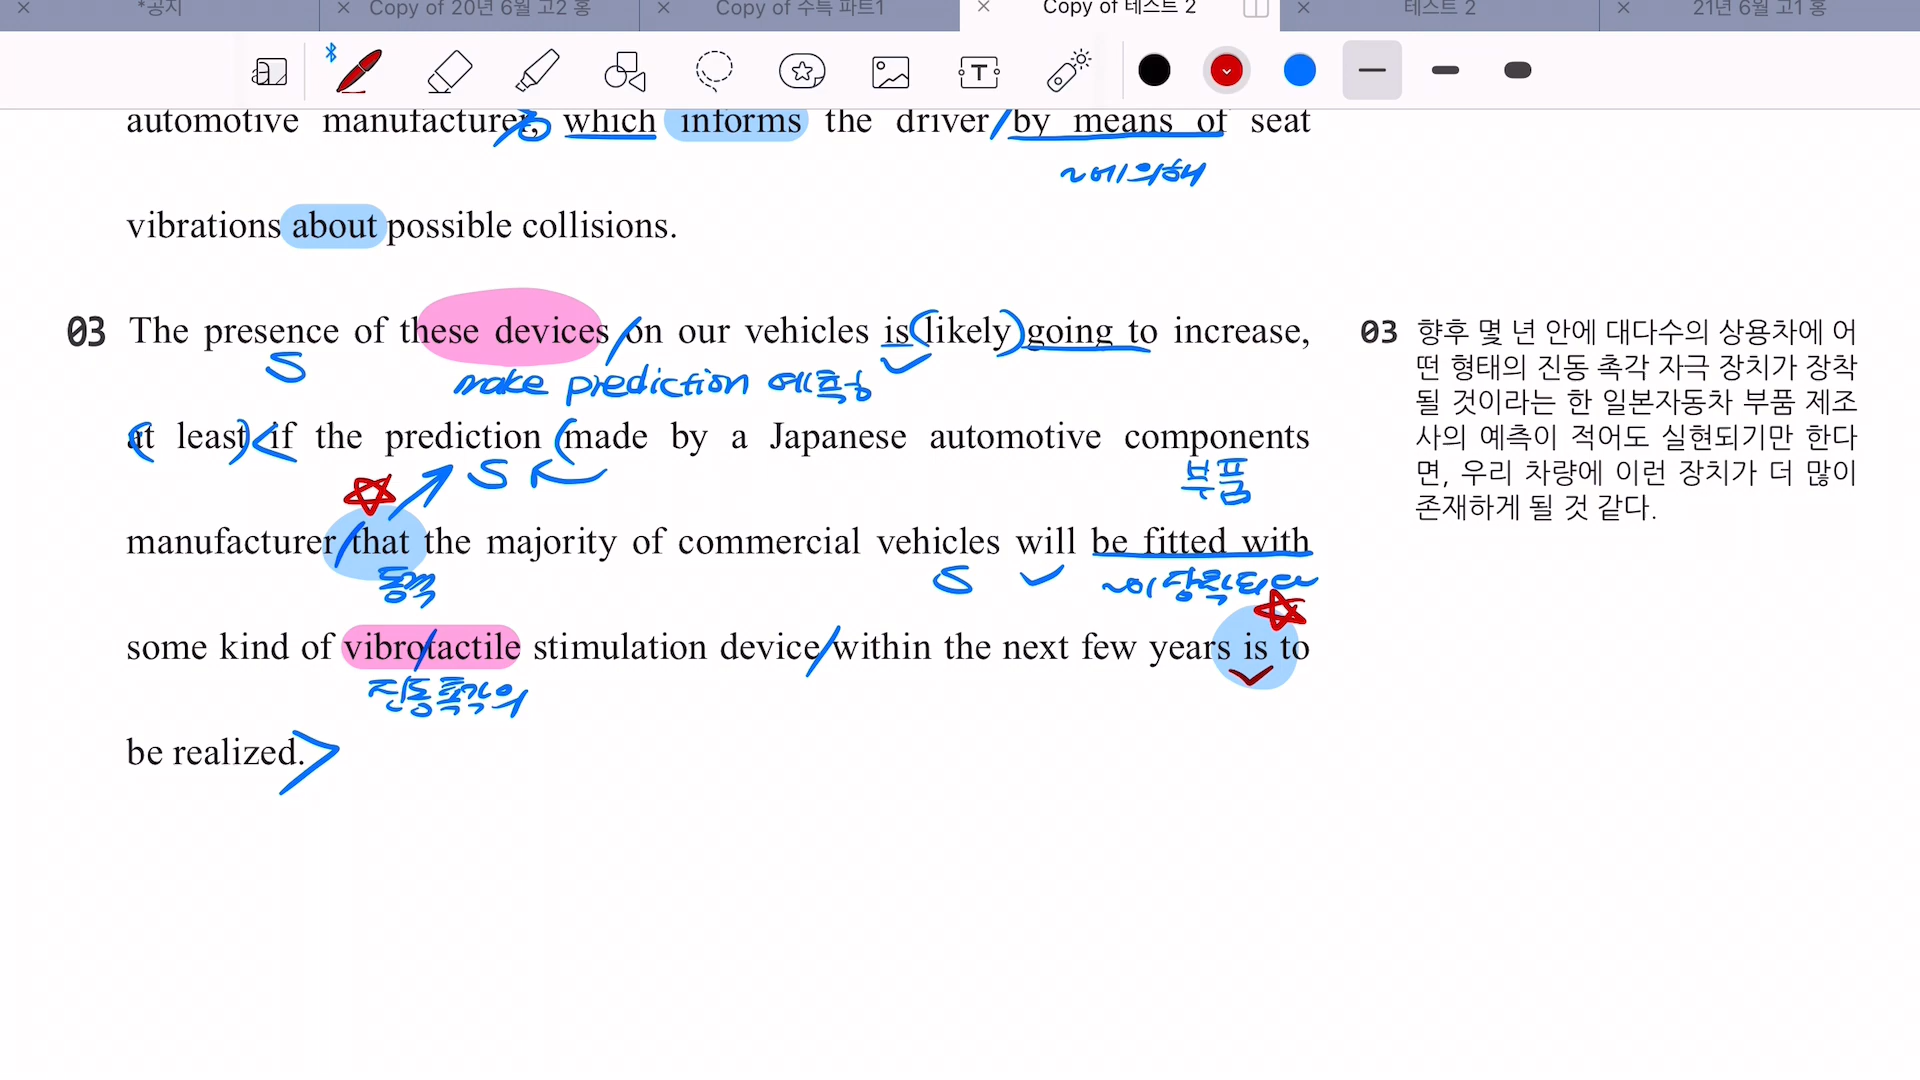 *공지 Copy of 20년 6월 고2 홍 Copy of 수특 파트1 Copy of 테스트 2 테스트 2 21년 6월 고1 홍
automotive manufacturer, which informs the driver by means of seat
~에의해
vibrations about possible collisions.
03 The presence of these devices on our vehicles is likely going to increase,
S
make prediction 예측하
at least if the prediction made by a Japanese automotive components
S
부품
manufacturer that the majority of commercial vehicles will be fitted with
동격
S
~이 장착되다
some kind of vibrotactile stimulation device within the next few years is to
진동촉각의
be realized.
03 향후 몇 년 안에 대다수의 상용차에 어
떤 형태의 진동 촉각 자극 장치가 장착
될 것이라는 한 일본자동차 부품 제조
사의 예측이 적어도 실현되기만 한다
면, 우리 차량에 이런 장치가 더 많이
존재하게 될 것 같다.